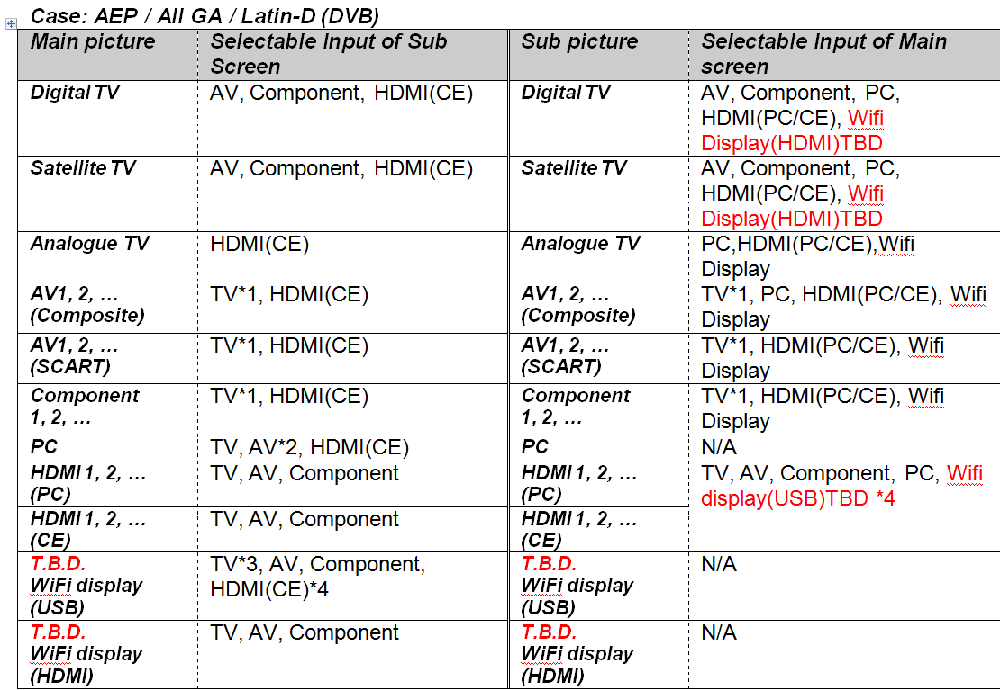 Case: AEP / All GA / Latin-D (DVB)
Main picture
Selectable Input of Sub
Screen
Sub picture
Selectable Input of Main
screen
Digital TV
AV, Component, HDMI(CE)
Digital TV
AV, Component, PC,
HDMI(PC/CE), Wifi
Display(HDMI)TBD
Satellite TV
AV, Component, HDMI(CE)
Satellite TV
AV, Component, PC,
HDMI(PC/CE), Wifi
Display(HDMI)TBD
Analogue TV
HDMI(CE)
Analogue TV
PC,HDMI(PC/CE),Wifi
Display
AV1, 2, …
(Composite)
TV*1, HDMI(CE)
AV1, 2, …
(Composite)
TV*1, PC, HDMI(PC/CE), Wifi
Display
AV1, 2, …
(SCART)
TV*1, HDMI(CE)
AV1, 2, …
(SCART)
TV*1, HDMI(PC/CE), Wifi
Display
Component
1, 2, …
TV*1, HDMI(CE)
Component
1, 2, …
TV*1, HDMI(PC/CE), Wifi
Display
PC
TV, AV*2, HDMI(CE)
PC
N/A
HDMI 1, 2, …
(PC)
TV, AV, Component
HDMI 1, 2, …
(PC)
TV, AV, Component, PC, Wifi
display(USB)TBD *4
HDMI 1, 2, …
(CE)
TV, AV, Component
HDMI 1, 2, …
(CE)
T.B.D.
WiFi display
(USB)
TV*3, AV, Component,
HDMI(CE)*4
T.B.D.
WiFi display
(USB)
N/A
T.B.D.
WiFi display
(HDMI)
TV, AV, Component
T.B.D.
WiFi display
(HDMI)
N/A